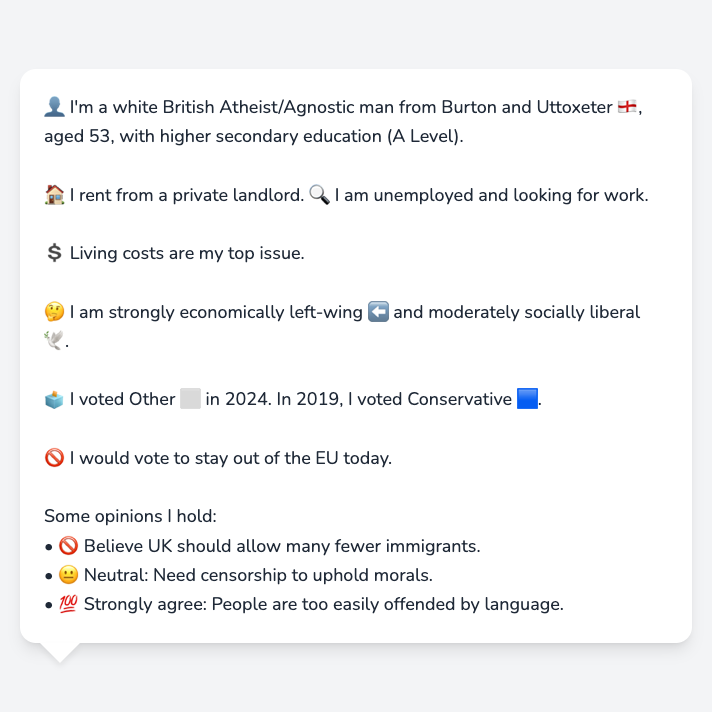 👤 I'm a white British Atheist/Agnostic man from Burton and Uttoxeter 🏴󠁧󠁢󠁥󠁮󠁧󠁿,
aged 53, with higher secondary education (A Level).
🏠 I rent from a private landlord. 🔍 I am unemployed and looking for work.
💲 Living costs are my top issue.
🤔 I am strongly economically left-wing ⬅️ and moderately socially liberal
🕊️.
🗳️ I voted Other ⬜ in 2024. In 2019, I voted Conservative 🟦.
🚫 I would vote to stay out of the EU today.
Some opinions I hold:
• 🚫 Believe UK should allow many fewer immigrants.
• 😐 Neutral: Need censorship to uphold morals.
• 💯 Strongly agree: People are too easily offended by language.